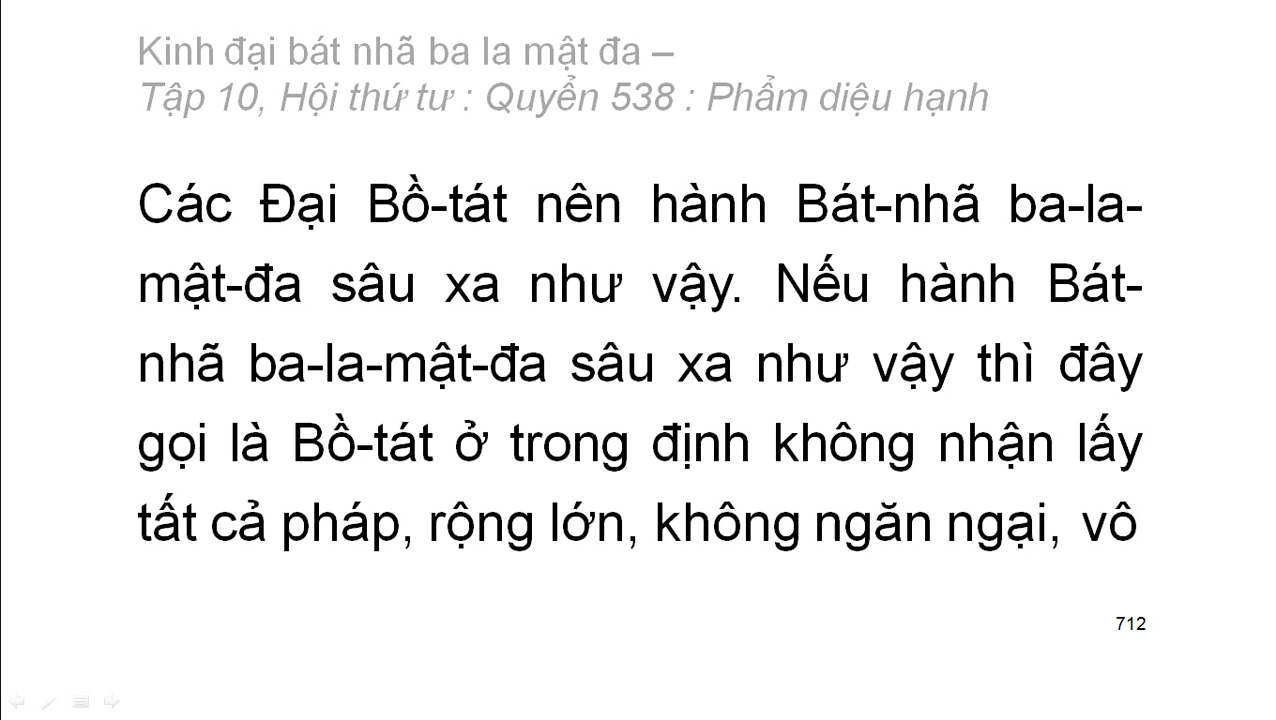 Kinh đại bát nhã ba la mật đa –
Tập 10, Hội thứ tư : Quyển 538 : Phẩm diệu hạnh
Các Đại Bồ-tát nên hành Bát-nhã ba-la-
mật-đa sâu xa như vậy. Nếu hành Bát-
nhã ba-la-mật-đa sâu xa như vậy thì đây
gọi là Bồ-tát ở trong định không nhận lấy
tất cả pháp, rộng lớn, không ngăn ngại, vô
712